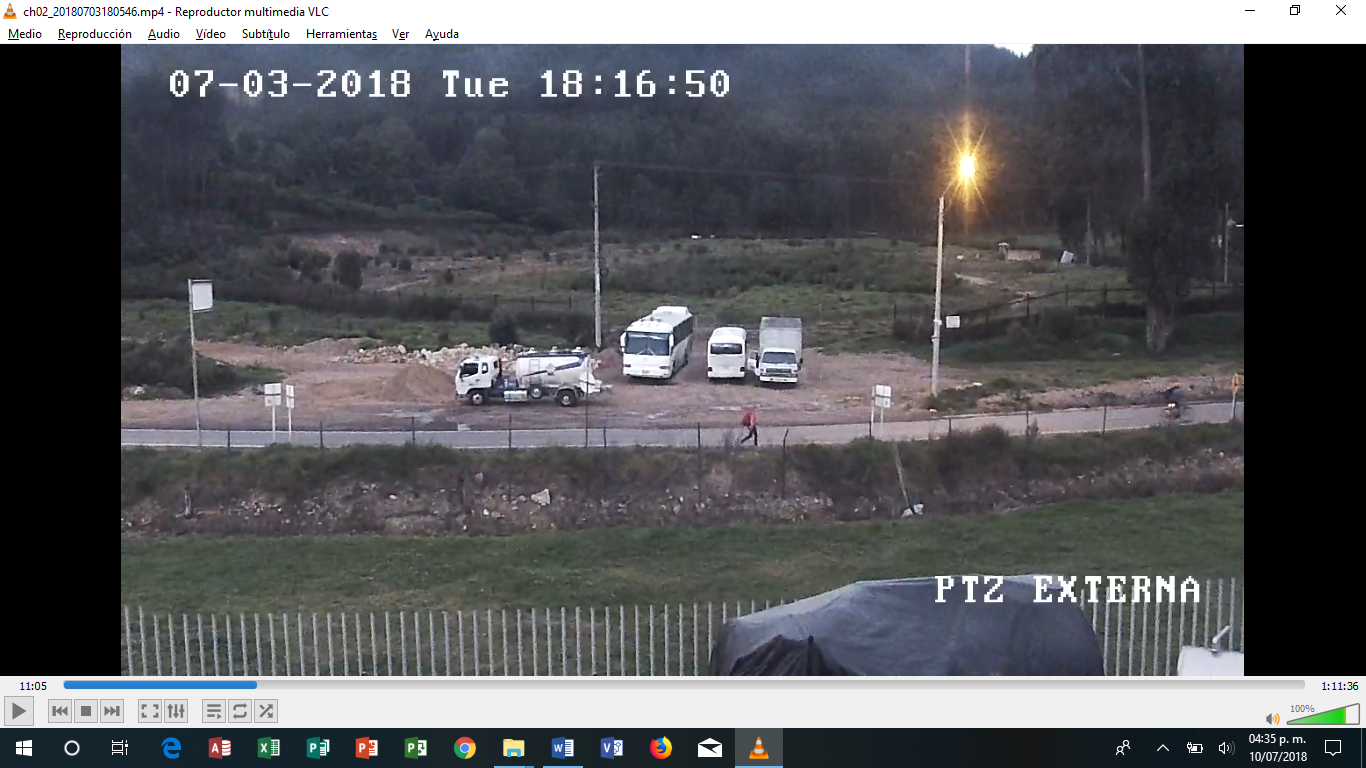 ch02_20180703180546.mp4 - Reproductor multimedia VLC
Medio Reproducción Audio Vídeo Subtítulo Herramientas Ver Ayuda
07-03-2018 Tue 18:16:50
PTZ EXTERNA
11:05
1:11:36
100%
04:35 p. m.
10/07/2018